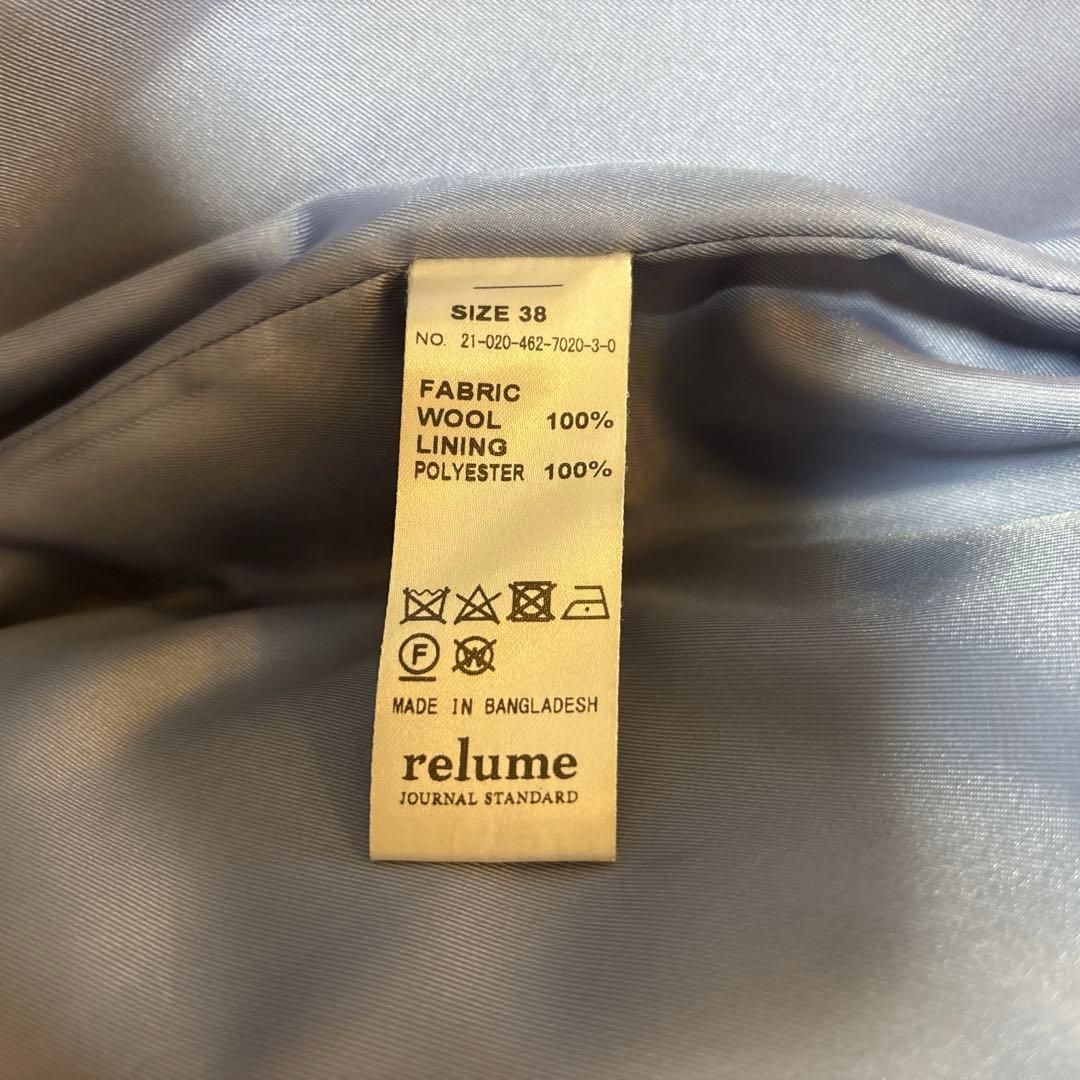 SIZE 38
NO. 21-020-462-7020-3-0
FABRIC
WOOL 100%
LINING
POLYESTER 100%
F W
MADE IN BANGLADESH
relume
JOURNAL STANDARD